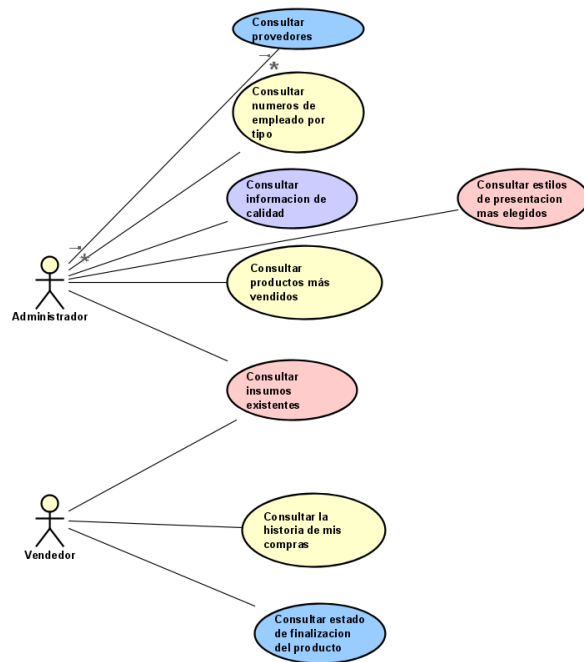 Consultar
provedores
*
Consultar
numeros de
empleado por
tipo
Consultar
informacion de
calidad
Consultar estilos
de presentacion
mas elegidos
*
Administrador
Consultar
productos más
vendidos
Consultar
insumos
existentes
Vendedor
Consultar la
historia de mis
compras
Consultar estado
de finalizacion
del producto